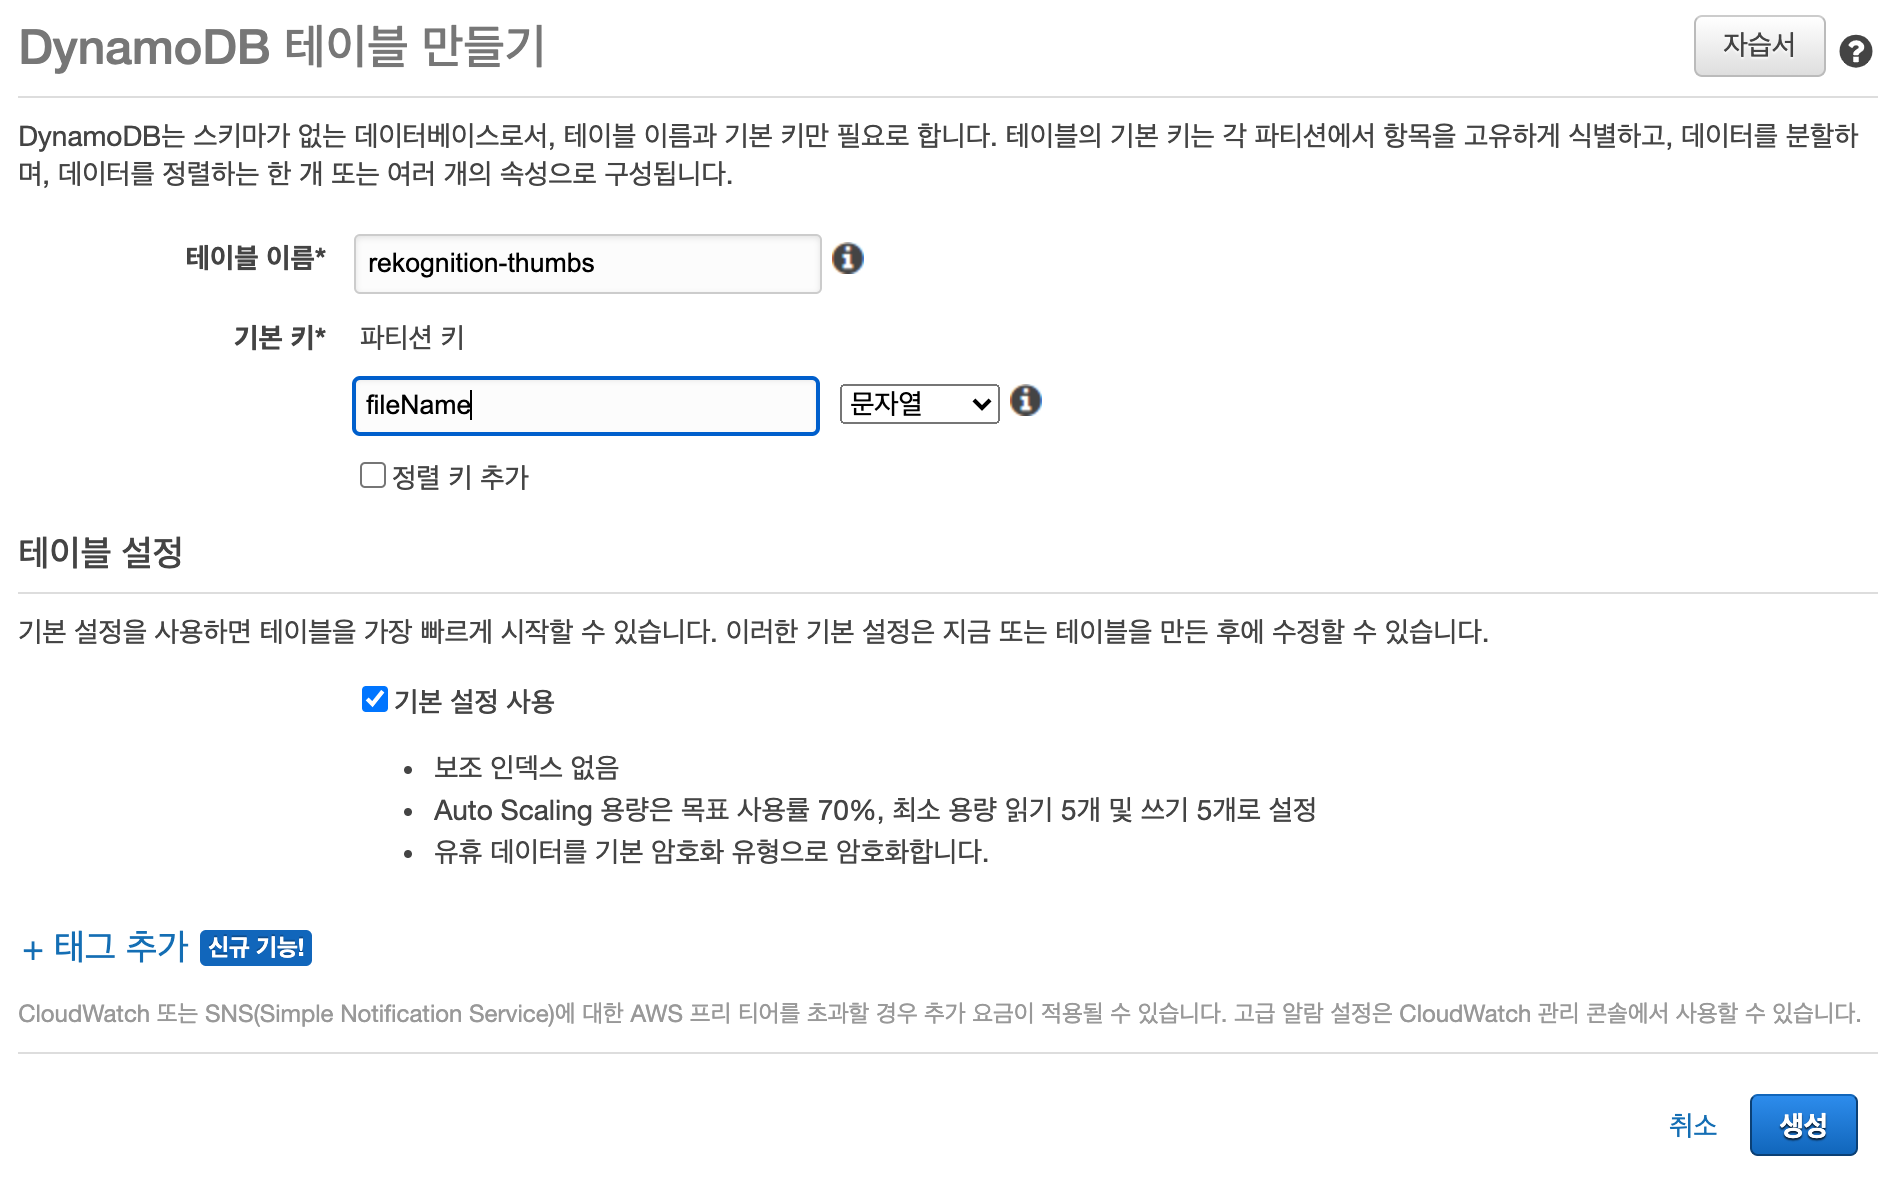 DynamoDB 테이블 만들기
자습서
DynamoDB는 스키마가 없는 데이터베이스로서, 테이블 이름과 기본 키만 필요로 합니다. 테이블의 기본 키는 각 파티션에서 항목을 고유하게 식별하고, 데이터를 분할하
며, 데이터를 정렬하는 한 개 또는 여러 개의 속성으로 구성됩니다.
테이블 이름* rekognition-thumbs
기본 키* 파티션 키
fileName 문자열
정렬 키 추가
테이블 설정
기본 설정을 사용하면 테이블을 가장 빠르게 시작할 수 있습니다. 이러한 기본 설정은 지금 또는 테이블을 만든 후에 수정할 수 있습니다.
기본 설정 사용
• 보조 인덱스 없음
• Auto Scaling 용량은 목표 사용률 70%, 최소 용량 읽기 5개 및 쓰기 5개로 설정
• 유휴 데이터를 기본 암호화 유형으로 암호화합니다.
+ 태그 추가 신규 기능!
CloudWatch 또는 SNS(Simple Notification Service)에 대한 AWS 프리 티어를 초과할 경우 추가 요금이 적용될 수 있습니다. 고급 알람 설정은 CloudWatch 관리 콘솔에서 사용할 수 있습니다.
취소 생성